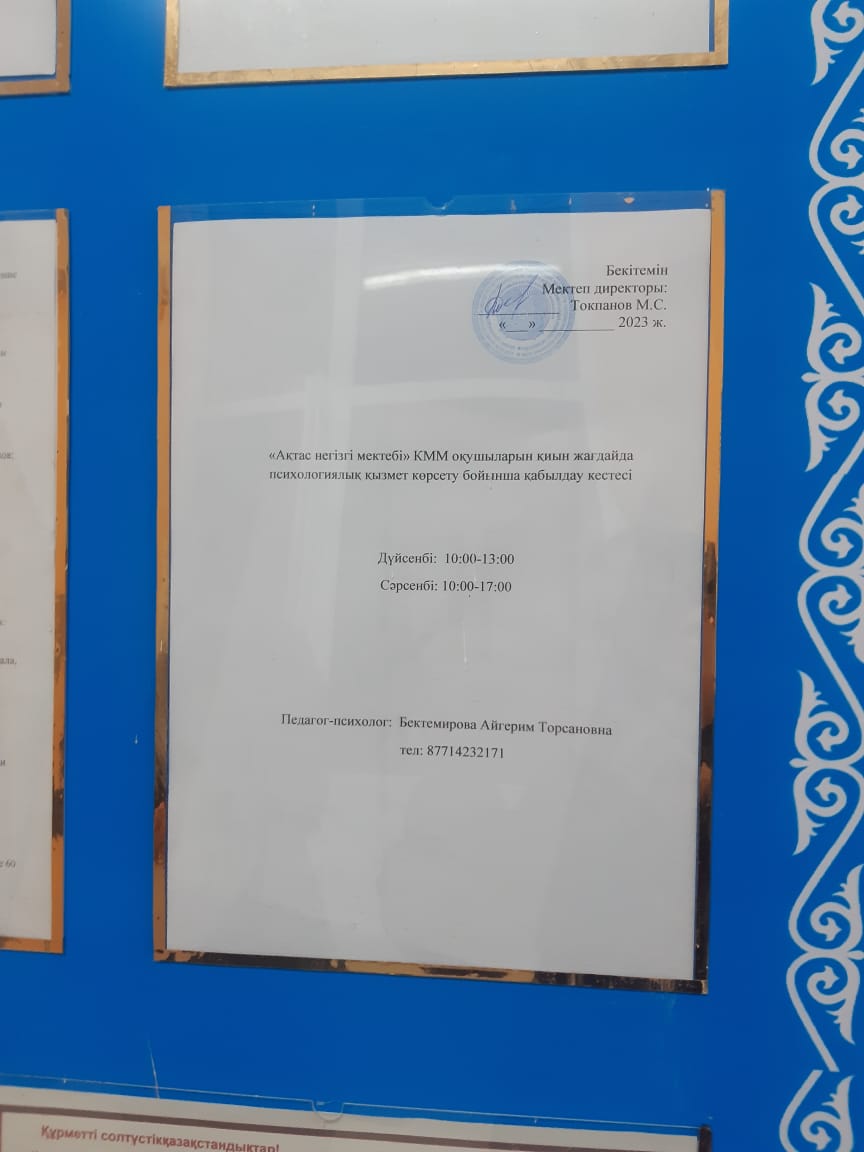 Бекітемін
Мектеп директоры:
____________ Токпанов М.С.
«___» __________ 2023 ж.
«Ақтас негізгі мектебі» КММ оқушыларын қиын жағдайда
психологиялық қызмет көрсету бойынша қабылдау кестесі
Дүйсенбі: 10:00-13:00
Сәрсенбі: 10:00-17:00
Педагог-психолог: Бектемирова Айгерим Торсановна
тел: 87714232171
Құрметті солтүстікқазақстандықтар!